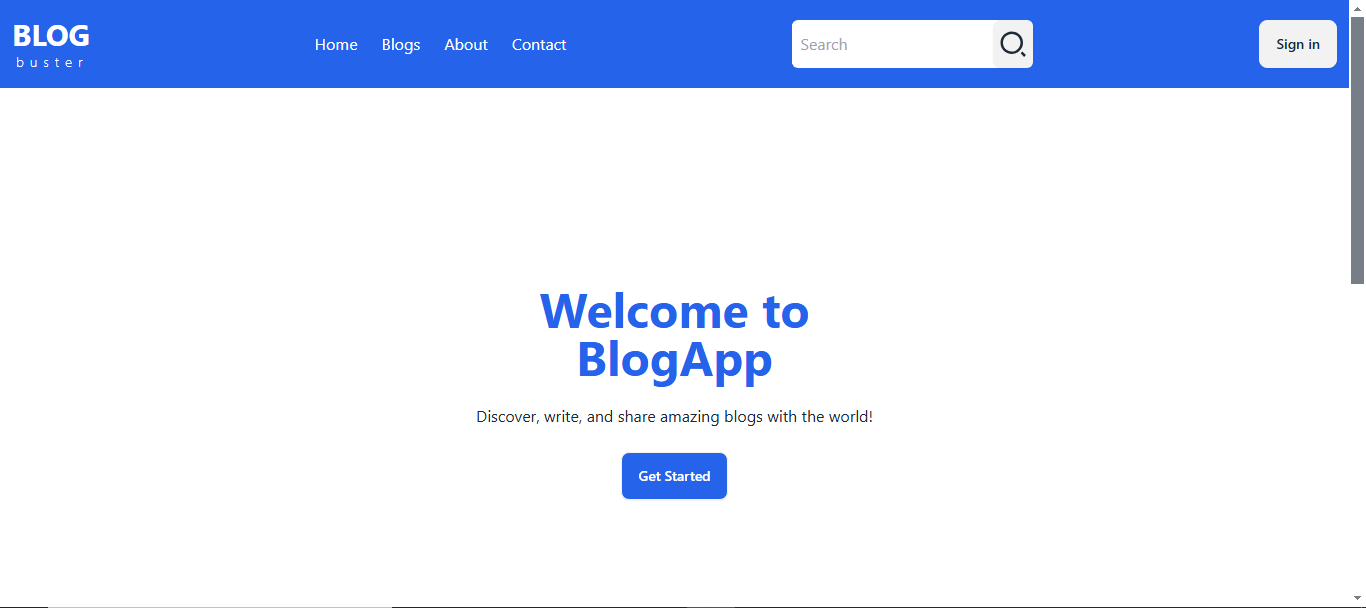 BLOG
buster
Home Blogs About Contact
Search
Sign in
Welcome to
BlogApp
Discover, write, and share amazing blogs with the world!
Get Started